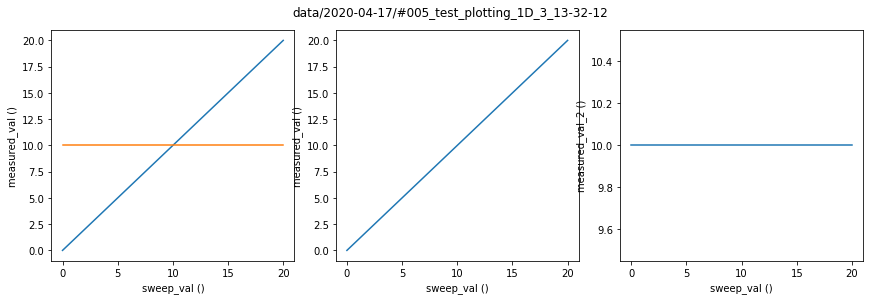 data/2020-04-17/#005_test_plotting_1D_3_13-32-12
measured_val ()
20.0
17.5
15.0
12.5
10.0
7.5
5.0
2.5
0.0
0 5 10 15 20
sweep_val ()
measured_val ()
20.0
17.5
15.0
12.5
10.0
7.5
5.0
2.5
0.0
0 5 10 15 20
sweep_val ()
measured_val_2 ()
10.4
10.2
10.0
9.8
9.6
0 5 10 15 20
sweep_val ()